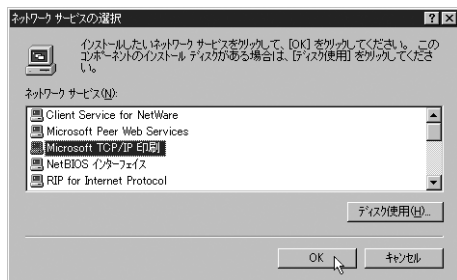 ネットワーク サービスの選択
インストールしたいネットワーク サービスをクリックして、[OK] をクリックしてください。この
コンポーネントのインストール ディスクがある場合は、[ディスク使用] をクリックしてくださ
い。
ネットワーク サービス(N):
Client Service for NetWare
Microsoft Peer Web Services
Microsoft TCP/IP 印刷
NetBIOS インターフェイス
RIP for Internet Protocol
ディスク使用(H)...
OK
キャンセル